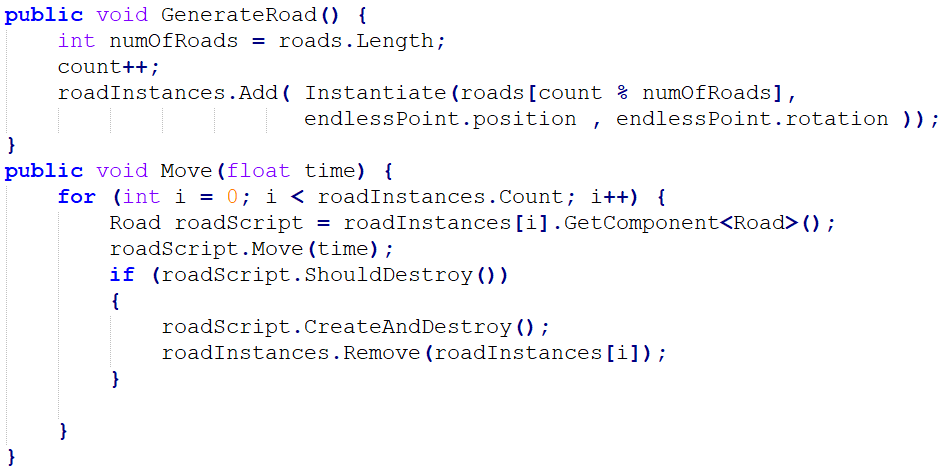 public void GenerateRoad() {
    int numOfRoads = roads.Length;
    count++;
    roadInstances.Add( Instantiate(roads[count % numOfRoads],
                       endlessPoint.position , endlessPoint.rotation ));
}
public void Move(float time) {
    for (int i = 0; i < roadInstances.Count; i++) {
        Road roadScript = roadInstances[i].GetComponent<Road>();
        roadScript.Move(time);
        if (roadScript.ShouldDestroy())
        {
            roadScript.CreateAndDestroy();
            roadInstances.Remove(roadInstances[i]);
        }

    }
}